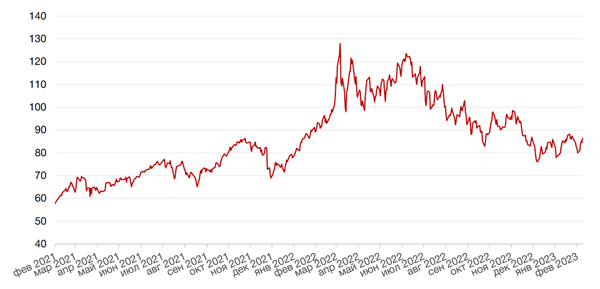 140
130
120
110
100
90
80
70
60
50
40
фев 2021
мар 2021
апр 2021
май 2021
июн 2021
июл 2021
авг 2021
сен 2021
окт 2021
ноя 2021
дек 2021
янв 2022
фев 2022
мар 2022
апр 2022
май 2022
июн 2022
июл 2022
авг 2022
сен 2022
окт 2022
ноя 2022
дек 2022
янв 2023
фев 2023